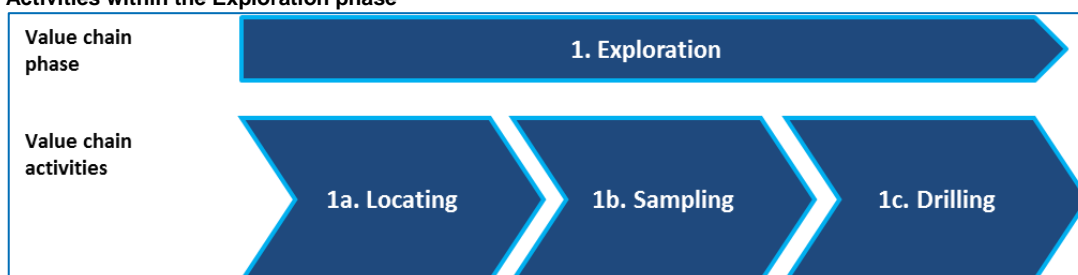 Activities within the Exploration phase
Value chain
phase
1. Exploration
Value chain
activities
1a. Locating
1b. Sampling
1c. Drilling